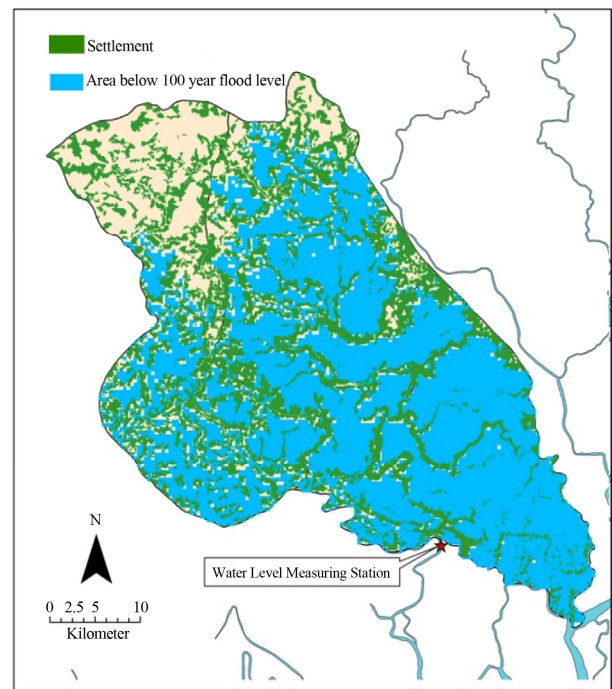 Settlement
Area below 100 year flood level
Water Level Measuring Station
N
0 2.5 5 10
Kilometer